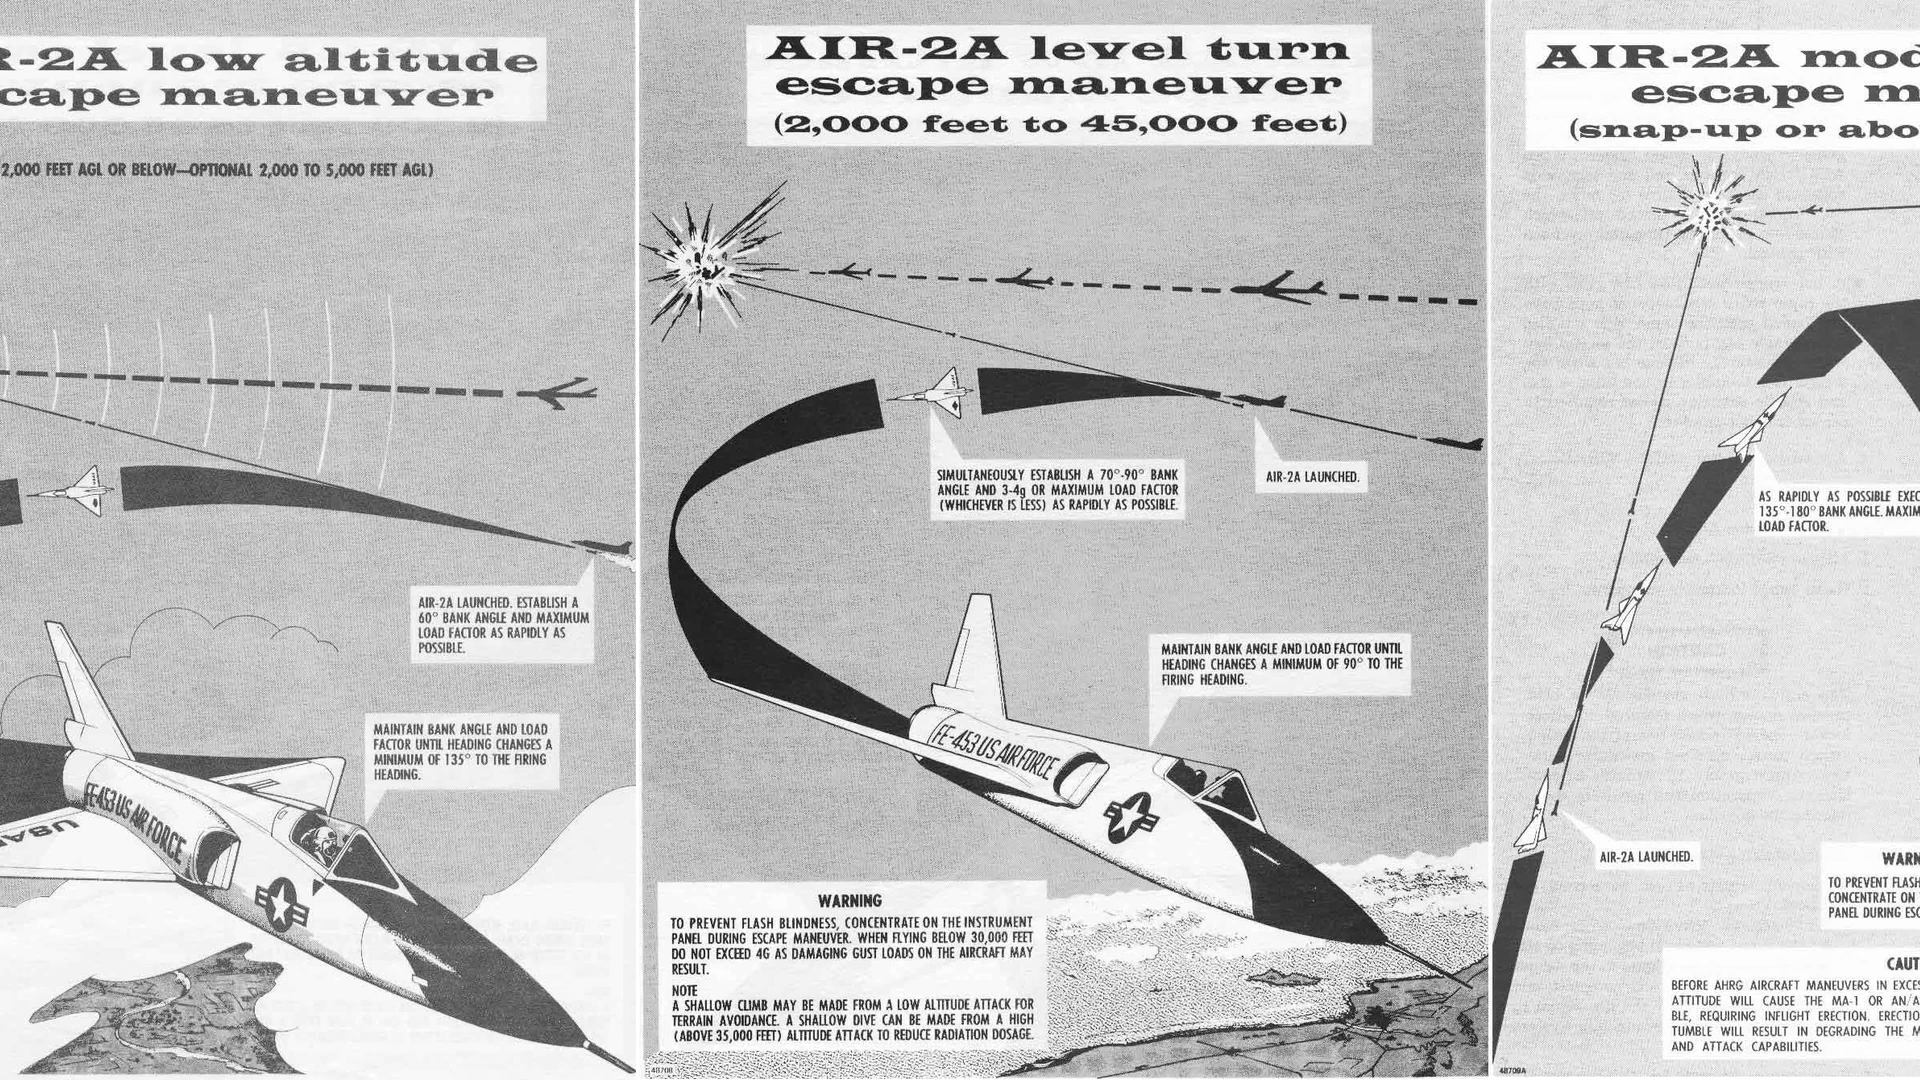 R-2A low altitude
cape maneuver
2,000 FEET AGL OR BELOW—OPTIONAL 2,000 TO 5,000 FEET AGL)
AIR-2A LAUNCHED. ESTABLISH A
60° BANK ANGLE AND MAXIMUM
LOAD FACTOR AS RAPIDLY AS
POSSIBLE.
MAINTAIN BANK ANGLE AND LOAD
FACTOR UNTIL HEADING CHANGES A
MINIMUM OF 135° TO THE FIRING
HEADING.
FE-453 US AIR FORCE
USA
AIR-2A level turn
escape maneuver
(2,000 feet to 45,000 feet)
SIMULTANEOUSLY ESTABLISH A 70°-90° BANK
ANGLE AND 3-4g OR MAXIMUM LOAD FACTOR
(WHICHEVER IS LESS) AS RAPIDLY AS POSSIBLE.
AIR-2A LAUNCHED.
MAINTAIN BANK ANGLE AND LOAD FACTOR UNTIL
HEADING CHANGES A MINIMUM OF 90° TO THE
FIRING HEADING.
FE-453 US AIR FORCE
WARNING
TO PREVENT FLASH BLINDNESS, CONCENTRATE ON THE INSTRUMENT
PANEL DURING ESCAPE MANEUVER. WHEN FLYING BELOW 30,000 FEET
DO NOT EXCEED 4G AS DAMAGING GUST LOADS ON THE AIRCRAFT MAY
RESULT.
NOTE
A SHALLOW CLIMB MAY BE MADE FROM A LOW ALTITUDE ATTACK FOR
TERRAIN AVOIDANCE. A SHALLOW DIVE CAN BE MADE FROM A HIGH
(ABOVE 35,000 FEET) ALTITUDE ATTACK TO REDUCE RADIATION DOSAGE.
48708
AIR-2A mod
escape m
(snap-up or abo
AS RAPIDLY AS POSSIBLE EXEC
135°-180° BANK ANGLE. MAXIM
LOAD FACTOR.
AIR-2A LAUNCHED.
WARN
TO PREVENT FLASH
CONCENTRATE ON
PANEL DURING ESC
CAUT
BEFORE AHRG AIRCRAFT MANEUVERS IN EXCES
ATTITUDE WILL CAUSE THE MA-1 OR AN/A
BLE, REQUIRING INFLIGHT ERECTION. ERECTIO
TUMBLE WILL RESULT IN DEGRADING THE M
AND ATTACK CAPABILITIES.
48709A